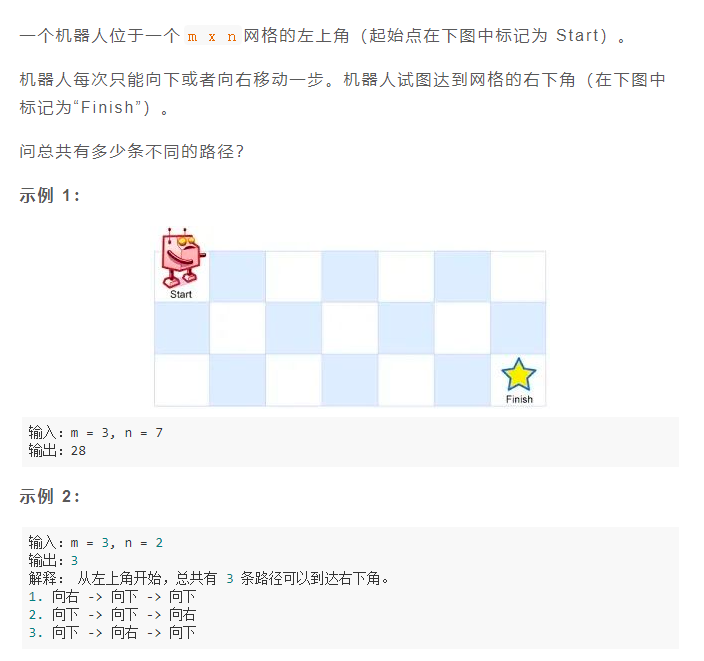 一个机器人位于一个 m x n 网格的左上角 (起始点在下图中标记为 Start) 。
机器人每次只能向下或者向右移动一步。机器人试图达到网格的右下角 (在下图中
标记为“Finish”) 。
问总共有多少条不同的路径?
示例 1:
Start
Finish
输入:m = 3, n = 7
输出:28
示例 2:
输入:m = 3, n = 2
输出:3
解释: 从左上角开始,总共有 3 条路径可以到达右下角。
1. 向右 -> 向下 -> 向下
2. 向下 -> 向下 -> 向右
3. 向下 -> 向右 -> 向下